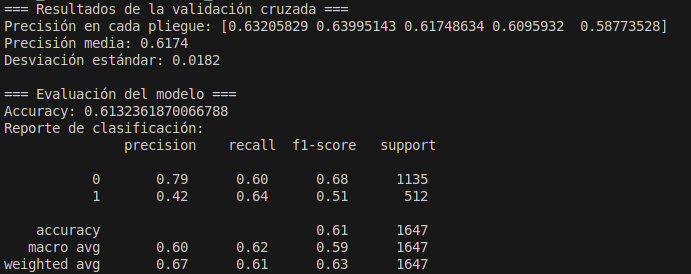 === Resultados de la validación cruzada ===
Precisión en cada pliegue: [0.63205829 0.63995143 0.61748634 0.6095932  0.58773528]
Precisión media: 0.6174
Desviación estándar: 0.0182
=== Evaluación del modelo ===
Accuracy: 0.6132361870066788
Reporte de clasificación:
              precision    recall  f1-score   support
           0       0.79      0.60      0.68      1135
           1       0.42      0.64      0.51       512
    accuracy                           0.61      1647
   macro avg       0.60      0.62      0.59      1647
weighted avg       0.67      0.61      0.63      1647